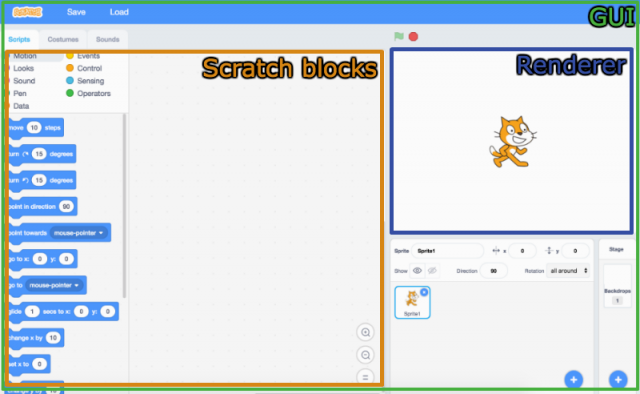 SCRATCH
Save
Load
GUI
Scripts
Costumes
Sounds
Motion
Events
Looks
Control
Sound
Sensing
Pen
Operators
Data
Scratch blocks
Renderer
move 10 steps
turn 15 degrees
turn 15 degrees
point in direction 90
point towards mouse-pointer
go to x: 0 y: 0
go to mouse-pointer
glide 1 secs to x: 0 y: 0
change x by 10
set x to 0
change y by 10
Sprite Sprite1 x 0 y 0
Show Direction 90 Rotation all around
Sprite1
Stage
Backdrops
1